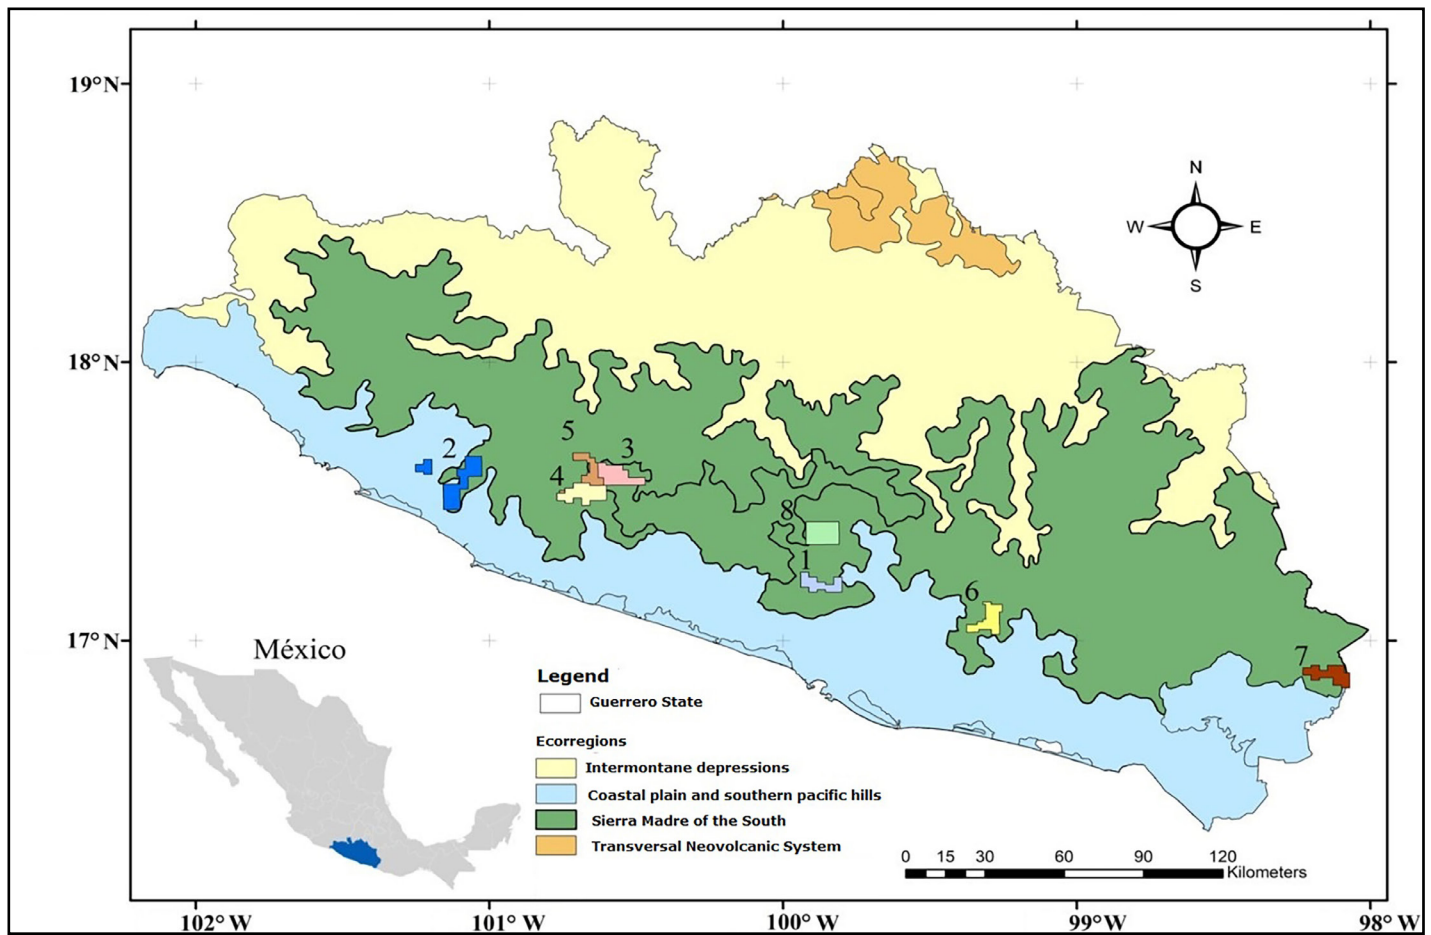 19°N
N
W
E
S
18°N
5
3
2
4
8
1
6
17°N
México
7
Legend
Guerrero State
Ecorregions
Intermontane depressions
Coastal plain and southern pacific hills
Sierra Madre of the South
Transversal Neovolcanic System
0 15 30 60 90 120
Kilometers
102°W 101° W 100°W 99°W 98°W